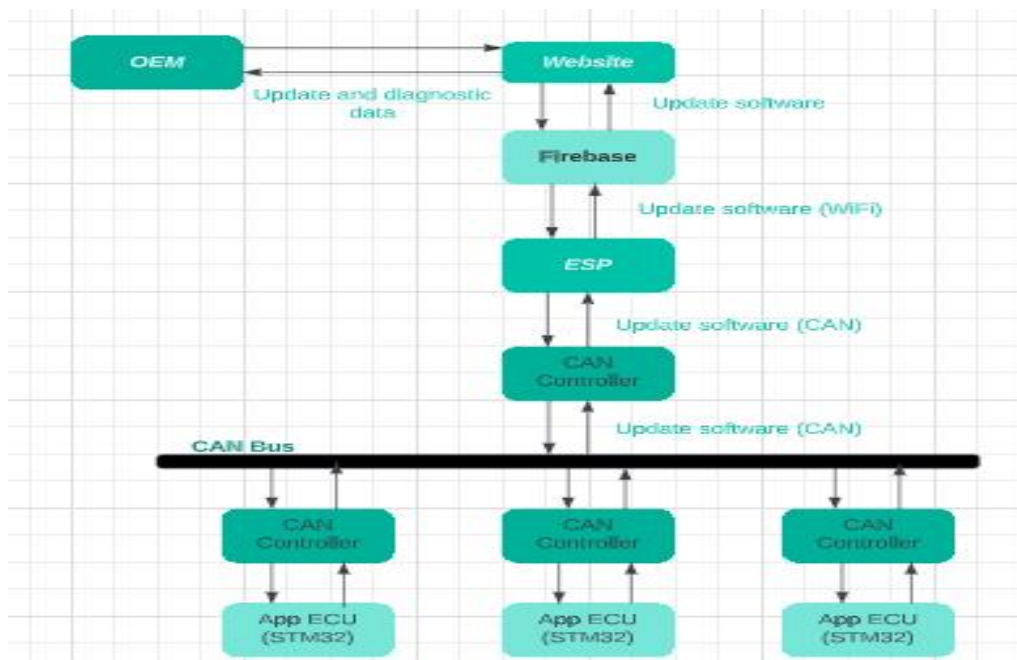 OEM
Website
Update and diagnostic
data
Update software
Firebase
Update software (WiFi)
ESP
Update software (CAN)
CAN
Controller
Update software (CAN)
CAN Bus
CAN
Controller
CAN
Controller
CAN
Controller
App ECU
(STM32)
App ECU
(STM32)
App ECU
(STM32)